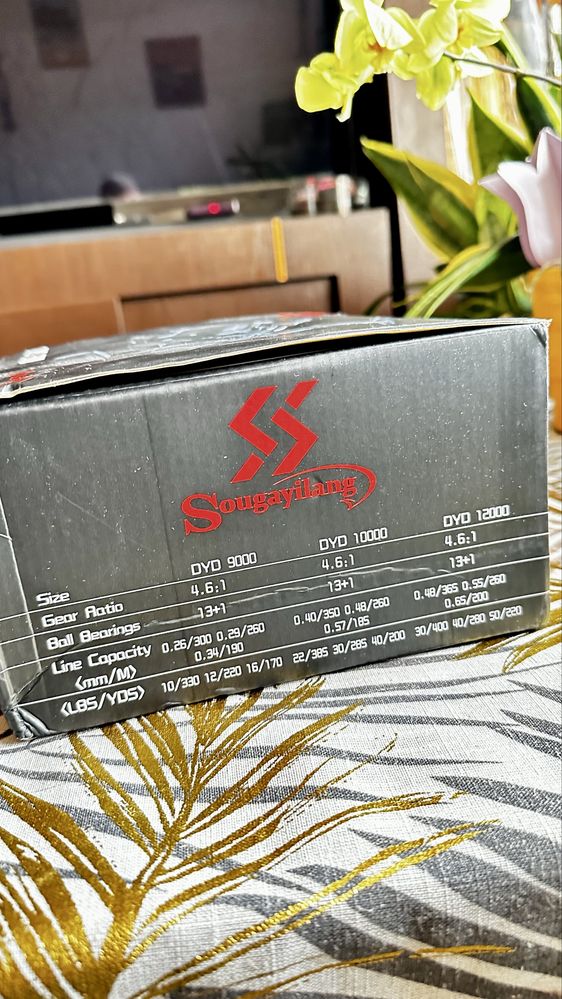 Sougayilang
Size DYD 9000 DYD 10000 DYD 12000
Gear Ratio 4.6:1 4.6:1 4.6:1
Ball Bearings 13+1 13+1 13+1
Line Capacity 0.26/300 0.29/260 0.40/350 0.48/260 0.48/365 0.55/260
(mm/M) 0.34/190 0.57/185 0.65/200
(LBS/YDS) 10/330 12/220 16/170 22/385 30/285 40/200 30/400 40/280 50/220